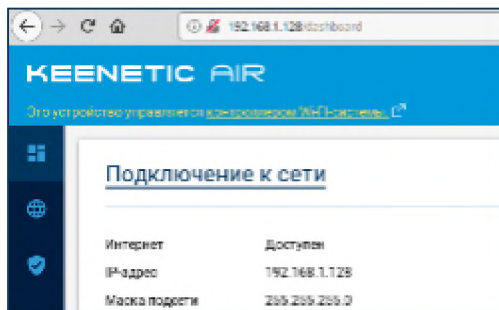 192.168.1.128/dashboard
KEENETIC AIR
Это устройство управляется контроллером Wi-Fi-системы.
Подключение к сети
Интернет Доступен
IP-адрес 192.168.1.128
Маска подсети 255.255.255.0